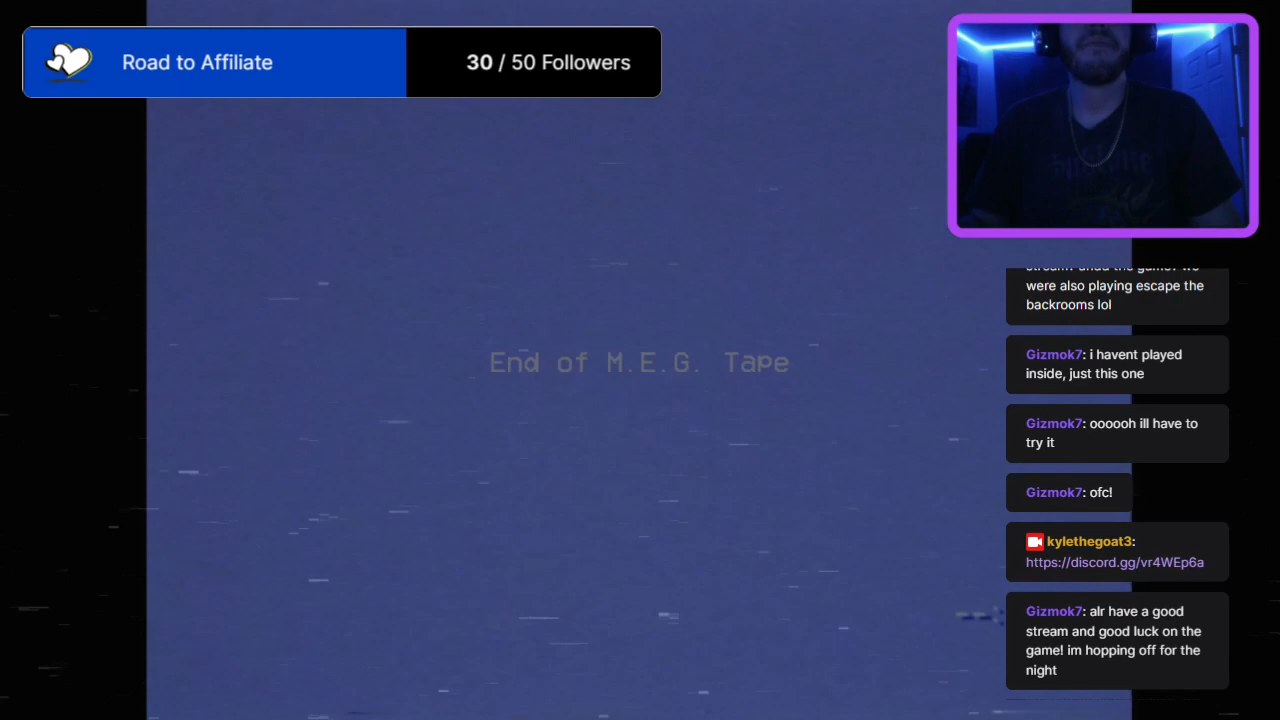 Road to Affiliate
30 / 50 Followers
were also playing escape the
backrooms lol
Gizmok7: i havent played
inside, just this one
End of M.E.G. Tape
Gizmok7: oooooh ill have to
try it
Gizmok7: ofc!
kylethegoat3:
https://discord.gg/vr4WEp6a
Gizmok7: alr have a good
stream and good luck on the
game! im hopping off for the
night